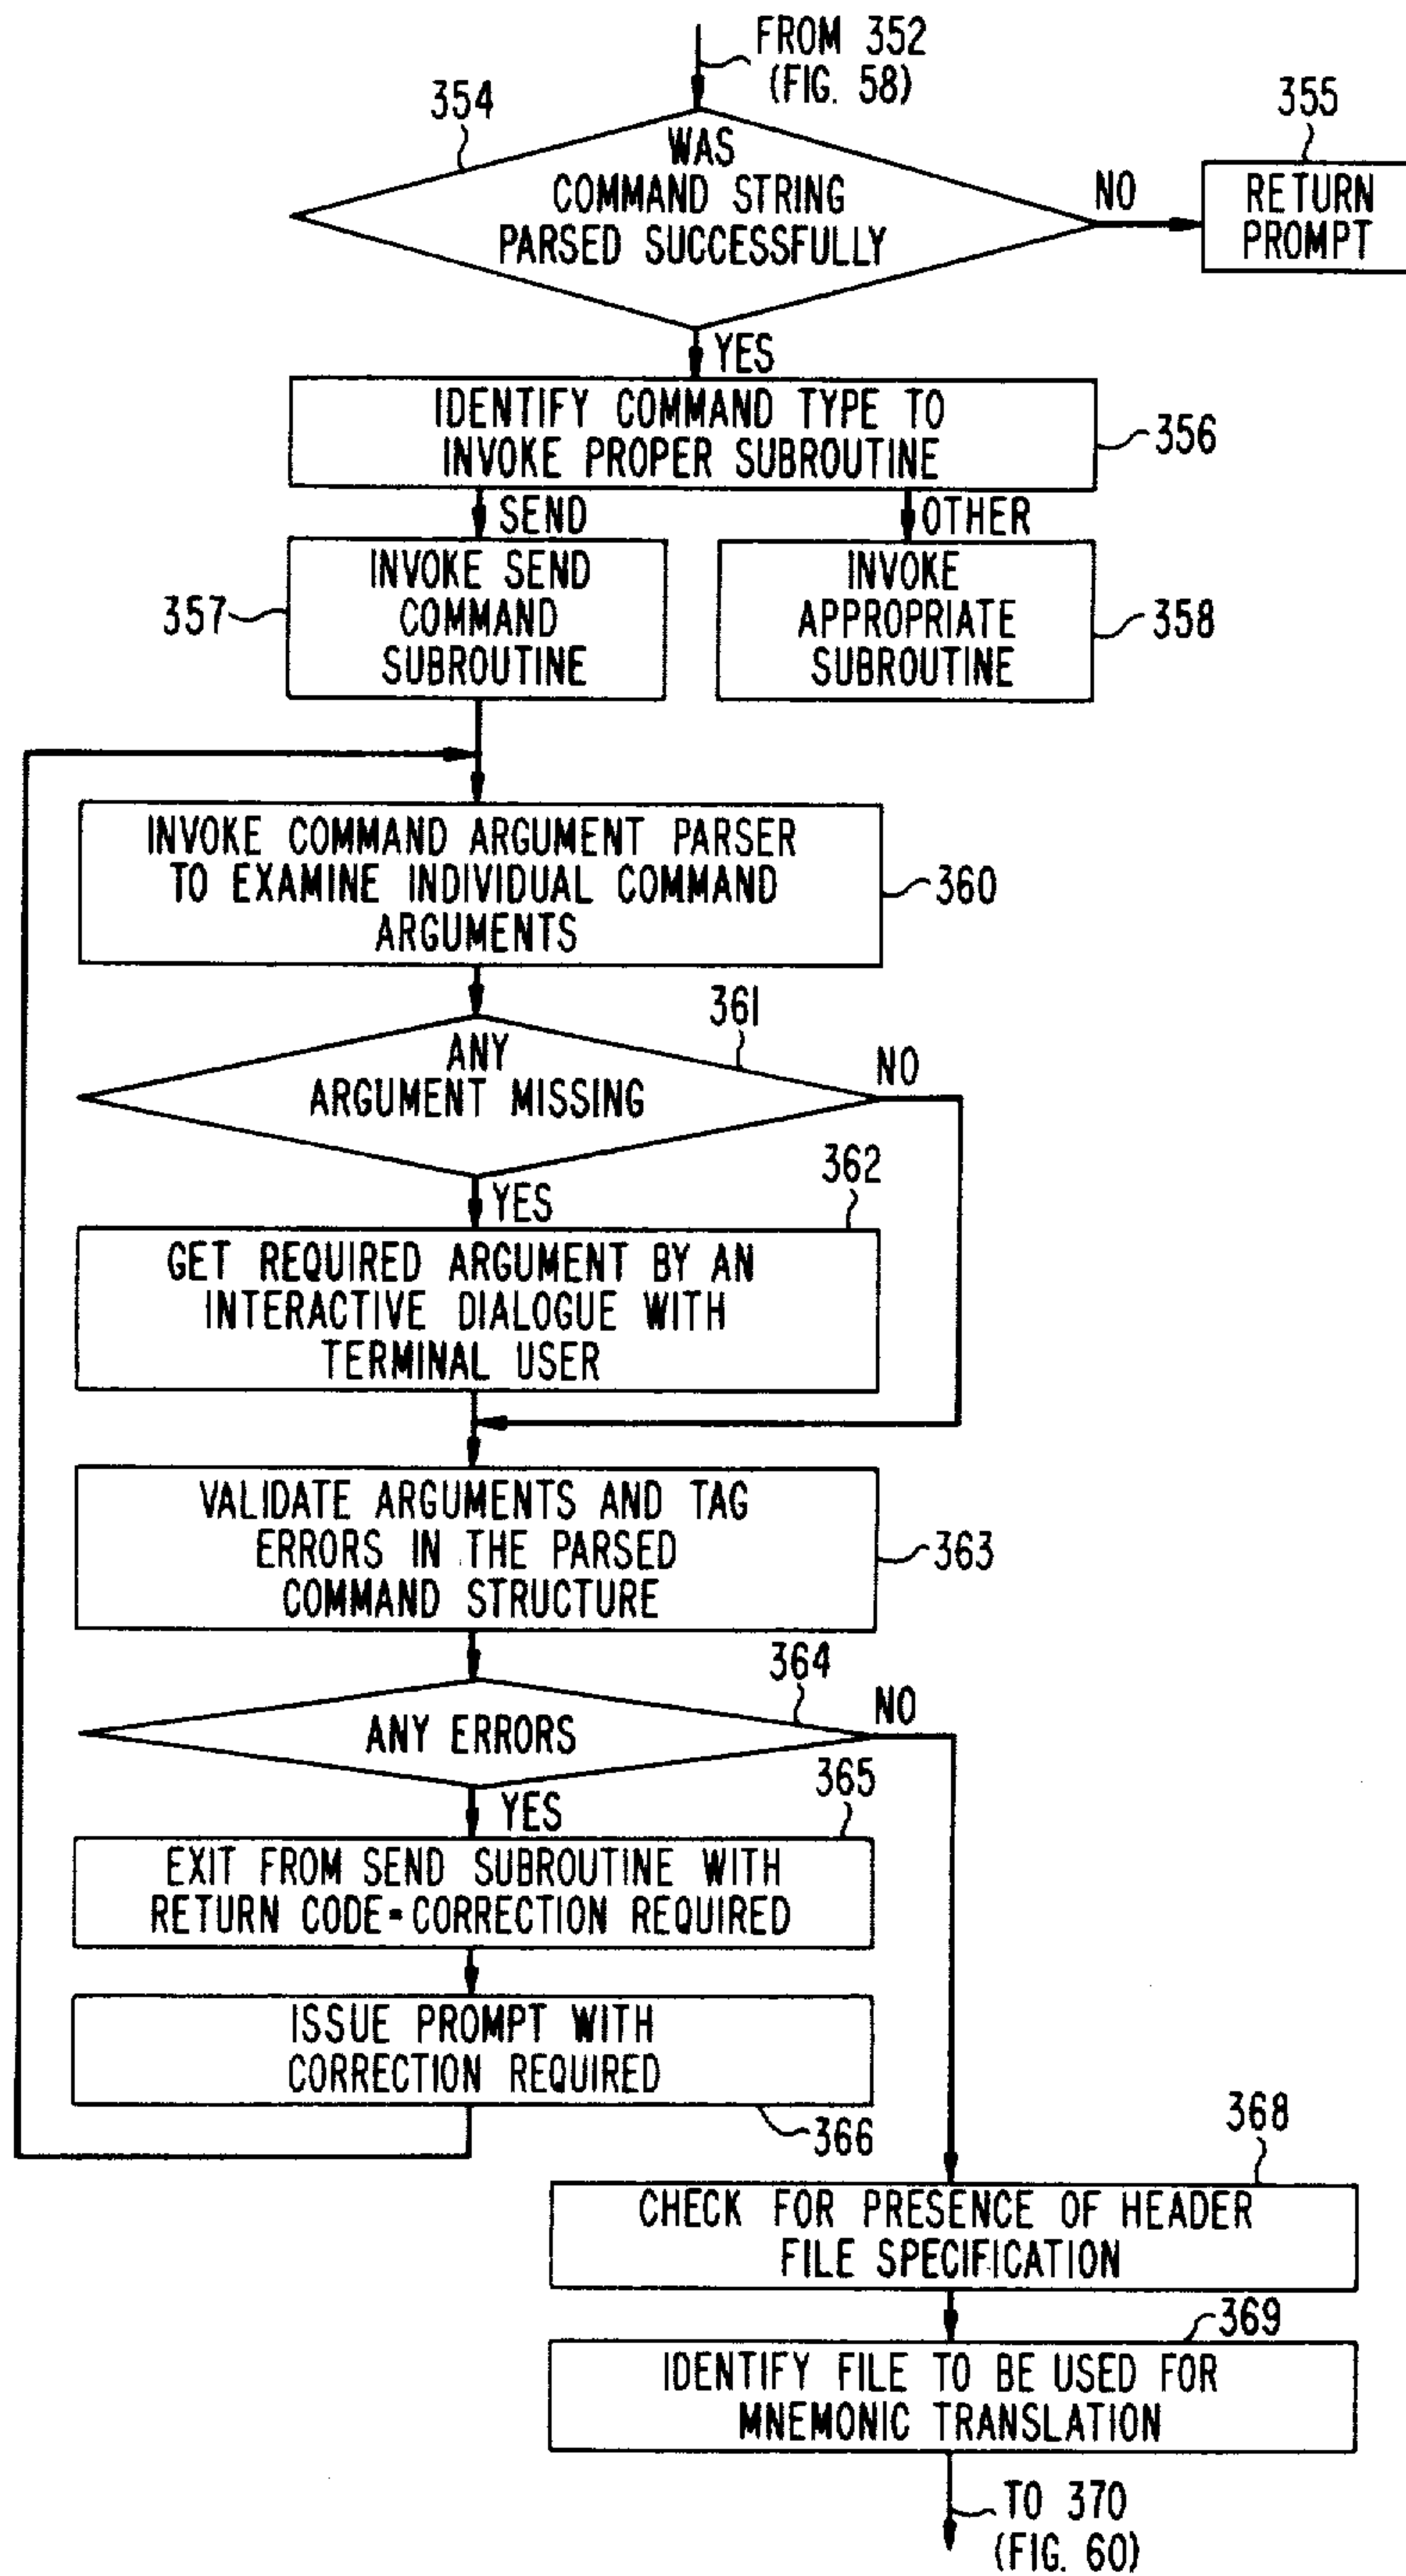 FROM 352
(FIG. 58)
354
355
WAS
COMMAND STRING
PARSED SUCCESSFULLY
NO
RETURN
PROMPT
YES
IDENTIFY COMMAND TYPE TO
INVOKE PROPER SUBROUTINE
356
SEND
OTHER
357
INVOKE SEND
COMMAND
SUBROUTINE
INVOKE
APPROPRIATE
SUBROUTINE
358
INVOKE COMMAND ARGUMENT PARSER
TO EXAMINE INDIVIDUAL COMMAND
ARGUMENTS
360
361
ANY
ARGUMENT MISSING
NO
YES
362
GET REQUIRED ARGUMENT BY AN
INTERACTIVE DIALOGUE WITH
TERMINAL USER
VALIDATE ARGUMENTS AND TAG
ERRORS IN THE PARSED
COMMAND STRUCTURE
363
364
ANY ERRORS
NO
YES
365
EXIT FROM SEND SUBROUTINE WITH
RETURN CODE=CORRECTION REQUIRED
ISSUE PROMPT WITH
CORRECTION REQUIRED
366
368
CHECK FOR PRESENCE OF HEADER
FILE SPECIFICATION
369
IDENTIFY FILE TO BE USED FOR
MNEMONIC TRANSLATION
TO 370
(FIG. 60)